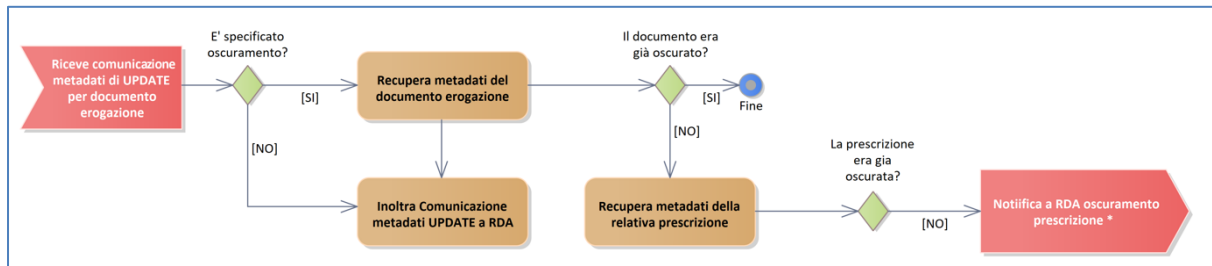 Riceve comunicazione
metadati di UPDATE
per documento
erogazione
E' specificato
oscuramento?
[SI]
[NO]
Recupera metadati del
documento erogazione
Inoltra Comunicazione
metadati UPDATE a RDA
Il documento era
già oscurato?
[SI]
Fine
[NO]
Recupera metadati della
relativa prescrizione
La prescrizione
era gia
oscurata?
[NO]
Notiifica a RDA oscuramento
prescrizione *